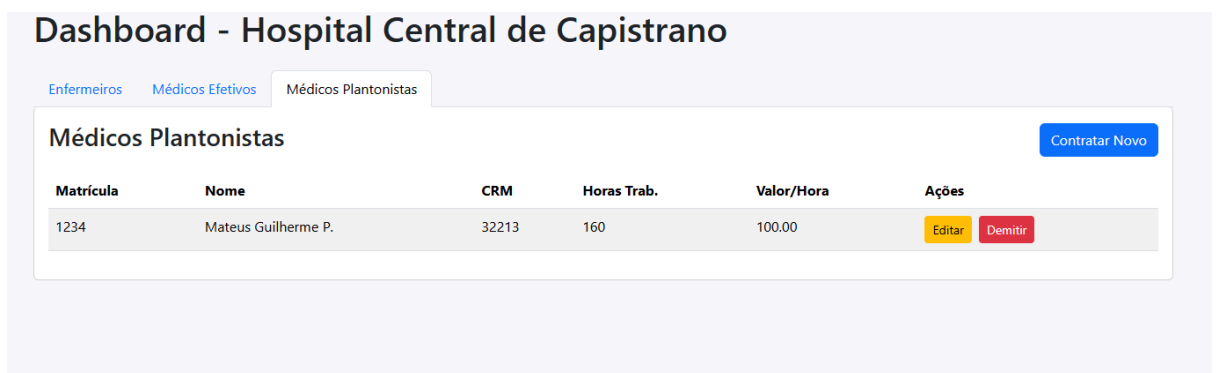 Dashboard - Hospital Central de Capistrano
Enfermeiros Médicos Efetivos Médicos Plantonistas
Médicos Plantonistas Contratar Novo
Matrícula Nome CRM Horas Trab. Valor/Hora Ações
1234 Mateus Guilherme P. 32213 160 100.00 Editar Demitir